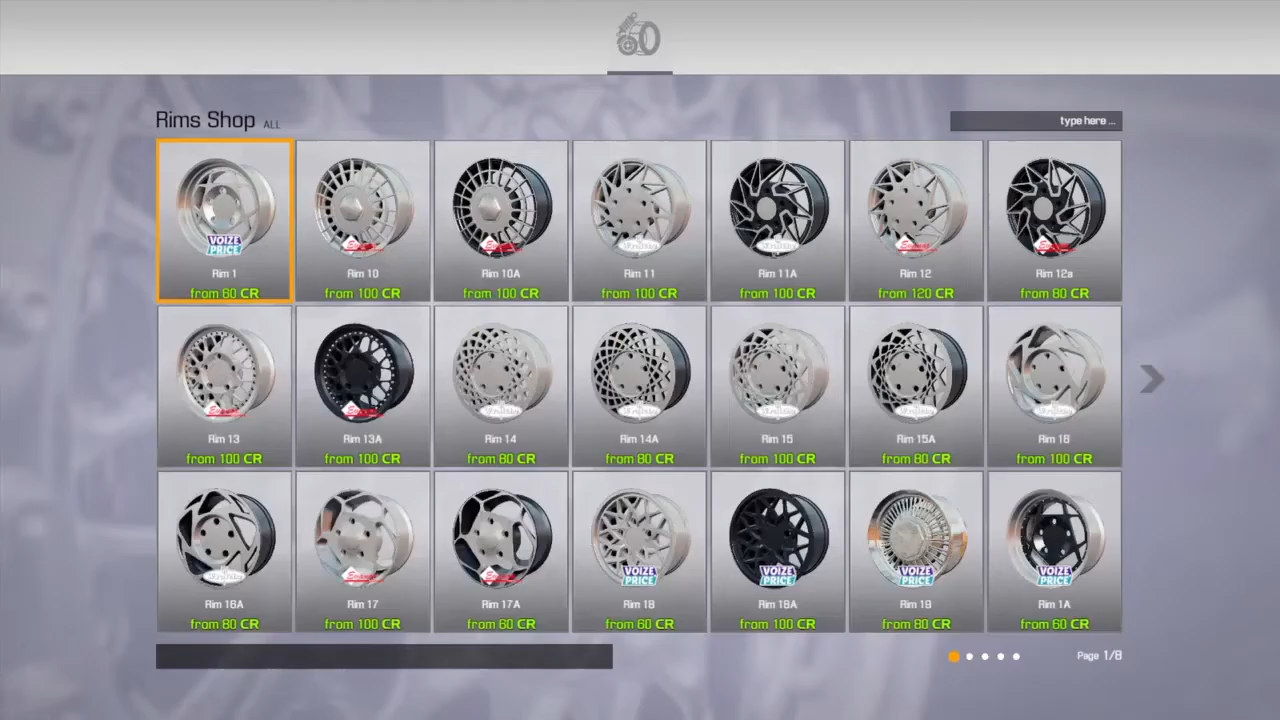 Rims Shop ALL
type here ...
VOIZE PRICE
Rim 1
from 60 CR
Rim 10
from 100 CR
Rim 10A
from 100 CR
Rim 11
from 100 CR
Rim 11A
from 100 CR
Rim 12
from 120 CR
Rim 12a
from 80 CR
Rim 13
from 100 CR
Rim 13A
from 100 CR
Rim 14
from 80 CR
Rim 14A
from 80 CR
Rim 15
from 100 CR
Rim 15A
from 80 CR
Rim 16
from 100 CR
Rim 16A
from 80 CR
Rim 17
from 100 CR
Rim 17A
from 60 CR
VOIZE PRICE
Rim 18
from 60 CR
VOIZE PRICE
Rim 18A
from 100 CR
VOIZE PRICE
Rim 19
from 80 CR
VOIZE PRICE
Rim 1A
from 60 CR
Page 1/8